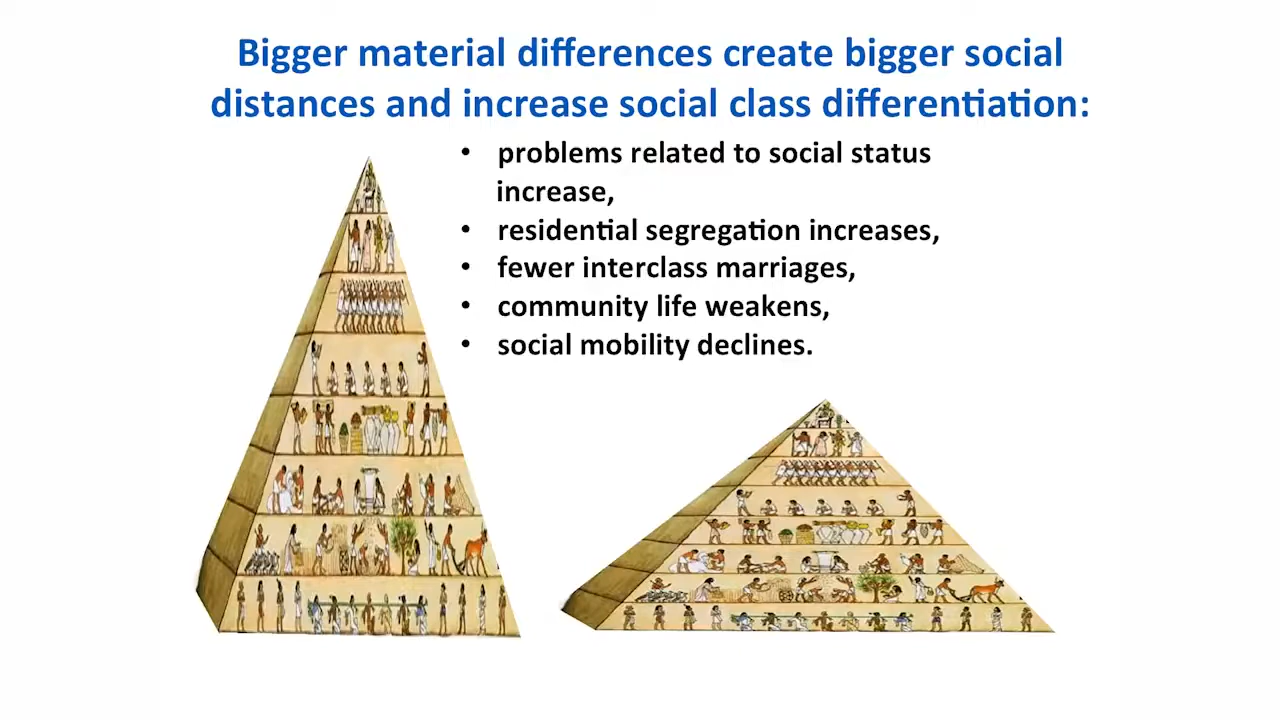 Bigger material differences create bigger social
distances and increase social class differentiation:
• problems related to social status
increase,
• residential segregation increases,
• fewer interclass marriages,
• community life weakens,
• social mobility declines.